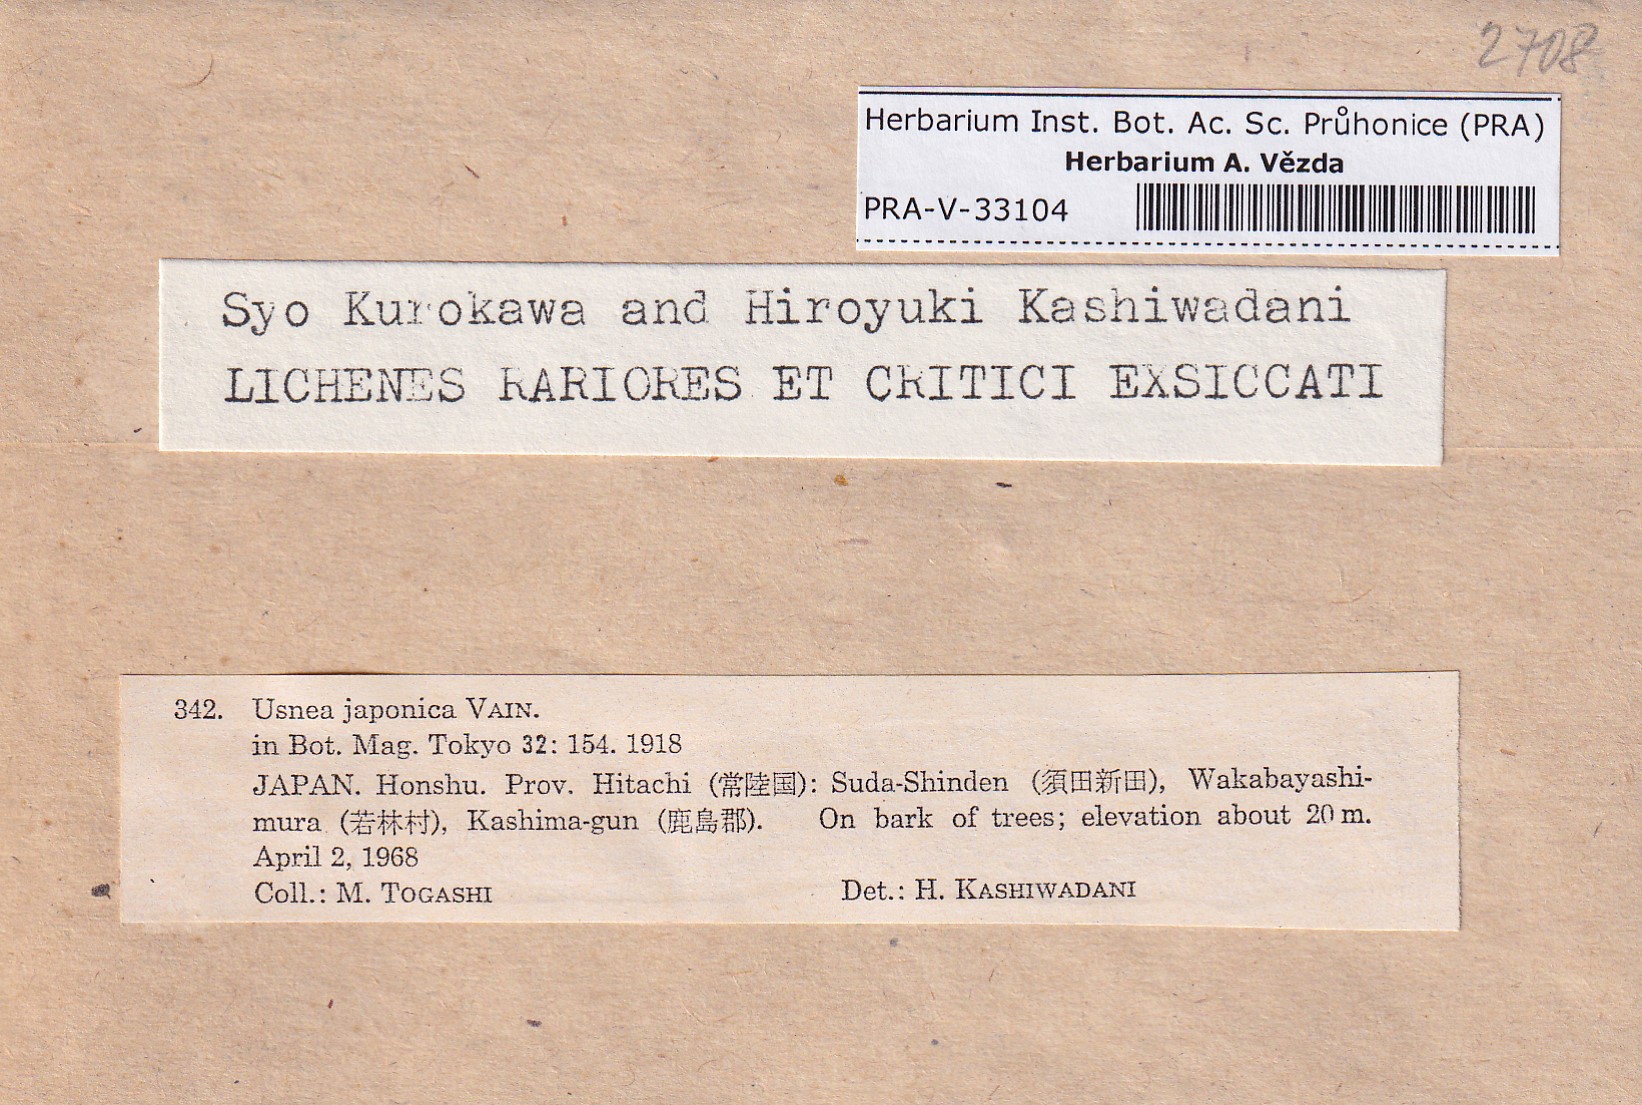 2708
Herbarium Inst. Bot. Ac. Sc. Průhonice (PRA)
Herbarium A. Vězda
PRA-V-33104
Syo Kurokawa and Hiroyuki Kashiwadani
LICHENES RARIORES ET CRITICI EXSICCATI
342. Usnea japonica VAIN.
in Bot. Mag. Tokyo 32: 154. 1918
JAPAN. Honshu. Prov. Hitachi (常陸国): Suda-Shinden (須田新田), Wakabayashi-
mura (若林村), Kashima-gun (鹿島郡). On bark of trees; elevation about 20 m.
April 2, 1968
Coll.: M. TOGASHI Det.: H. KASHIWADANI